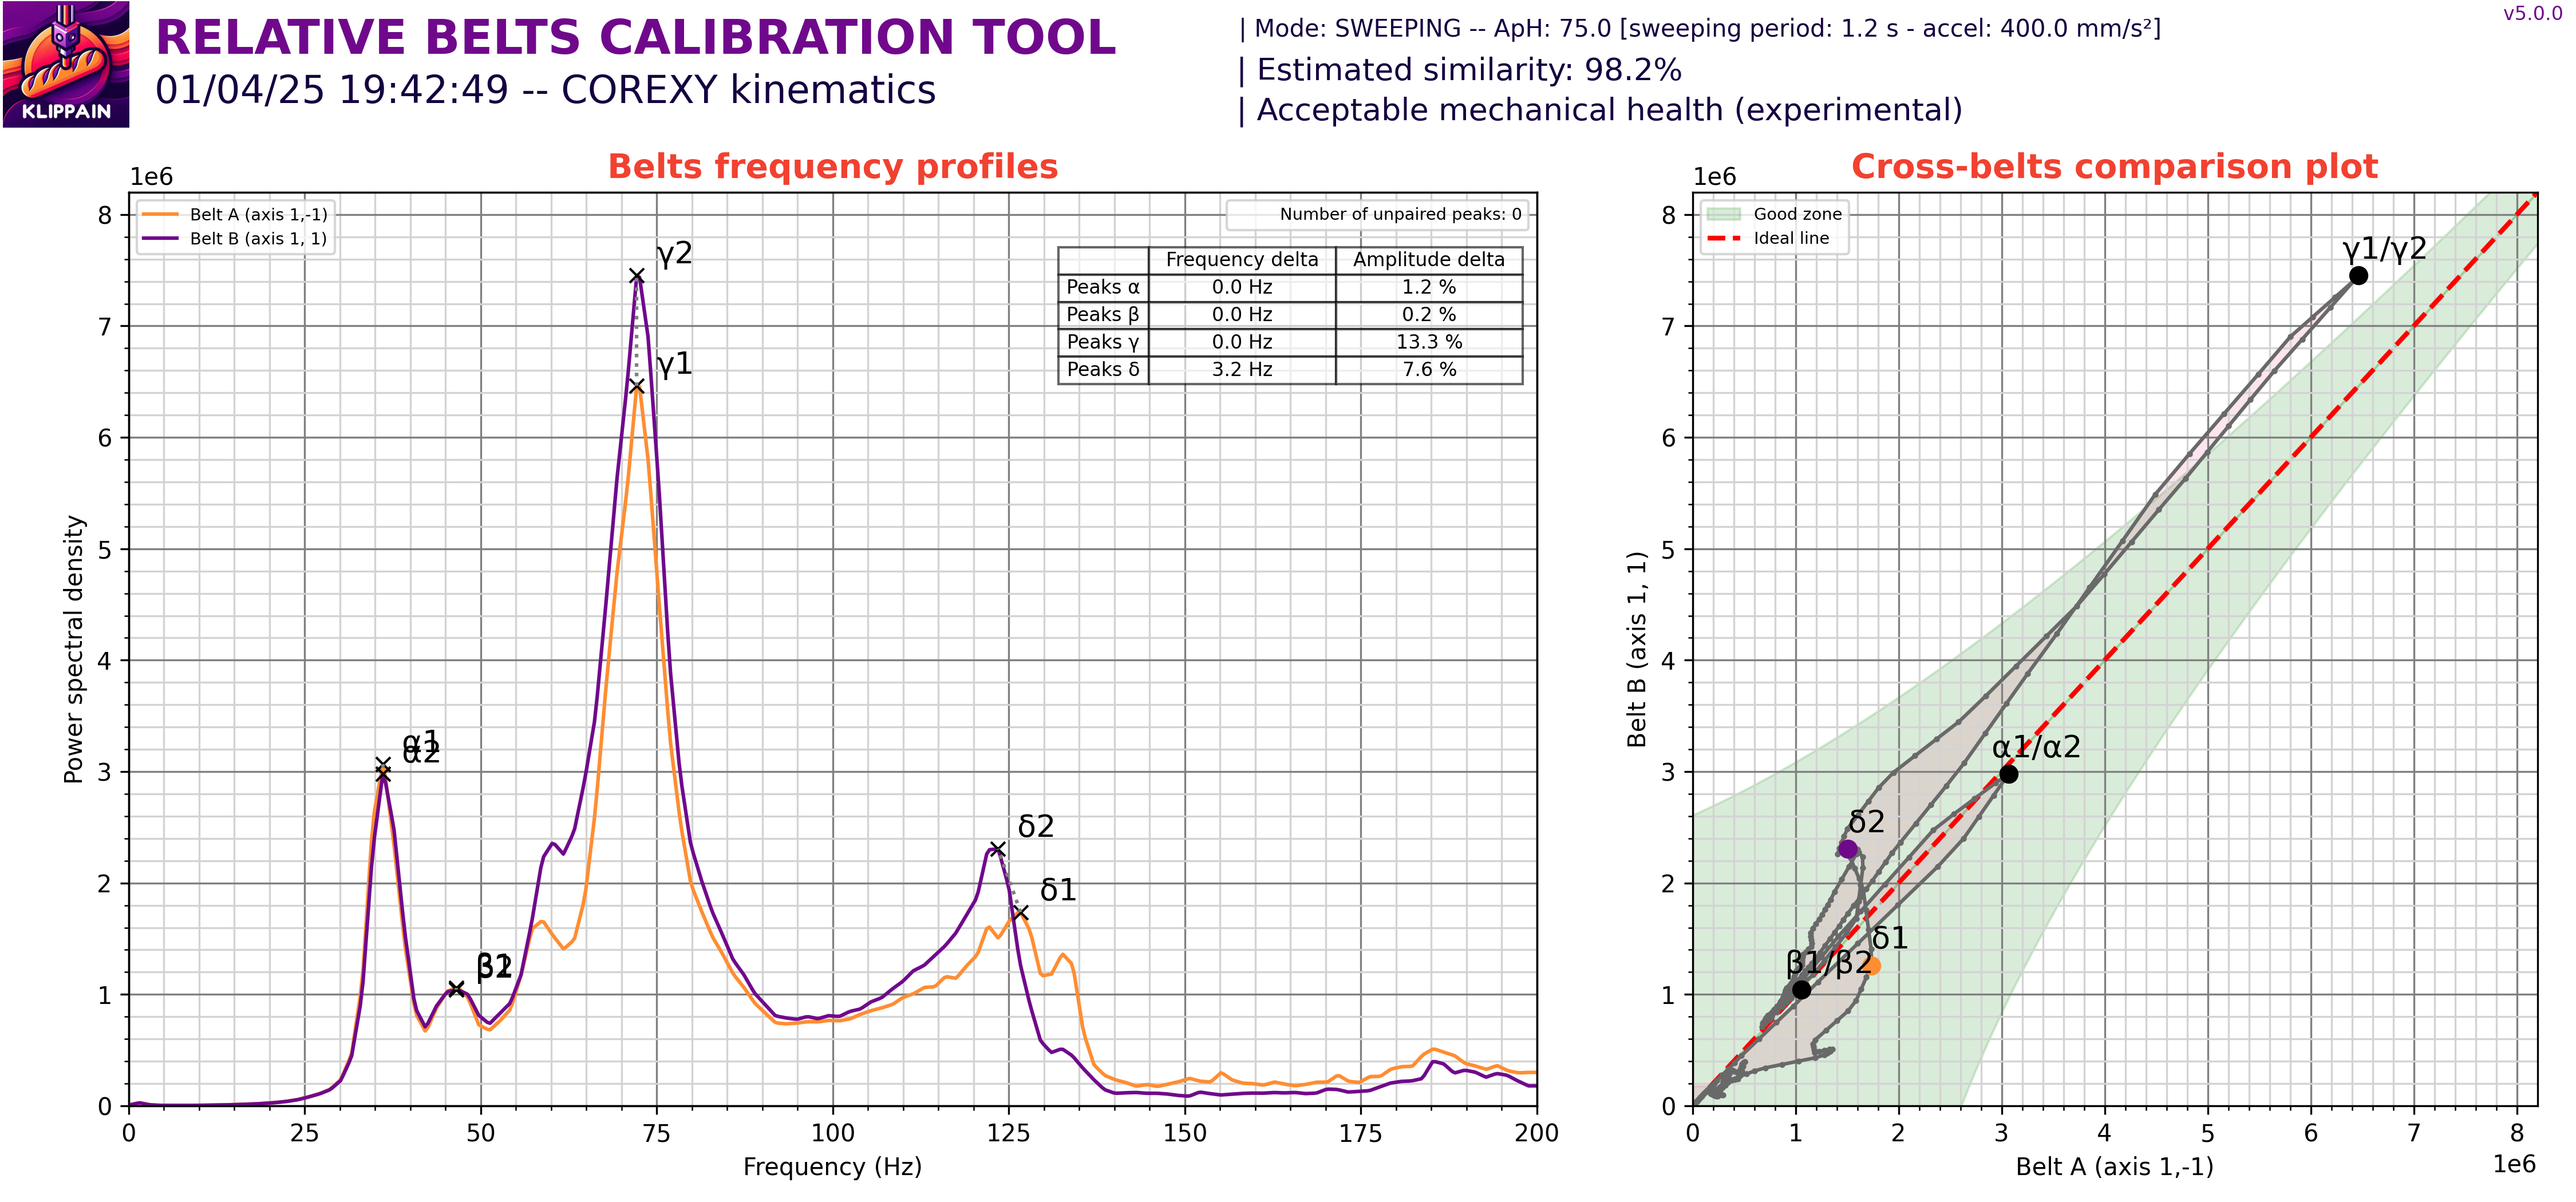 KLIPPAIN
RELATIVE BELTS CALIBRATION TOOL
01/04/25 19:42:49 -- COREXY kinematics
| Mode: SWEEPING -- ApH: 75.0 [sweeping period: 1.2 s - accel: 400.0 mm/s²]
| Estimated similarity: 98.2%
| Acceptable mechanical health (experimental)
v5.0.0
Belts frequency profiles
1e6
Belt A (axis 1,-1)
Belt B (axis 1, 1)
Number of unpaired peaks: 0
Frequency delta Amplitude delta
Peaks α 0.0 Hz 1.2 %
Peaks β 0.0 Hz 0.2 %
Peaks γ 0.0 Hz 13.3 %
Peaks δ 3.2 Hz 7.6 %
γ2
γ1
α1
α2
β1
β2
δ2
δ1
8
7
6
5
4
3
2
1
0
0 25 50 75 100 125 150 175 200
Power spectral density
Frequency (Hz)
Cross-belts comparison plot
1e6
Good zone
Ideal line
γ1/γ2
α1/α2
δ2
δ1
β1/β2
8
7
6
5
4
3
2
1
0
0 1 2 3 4 5 6 7 8
1e6
Belt B (axis 1, 1)
Belt A (axis 1,-1)